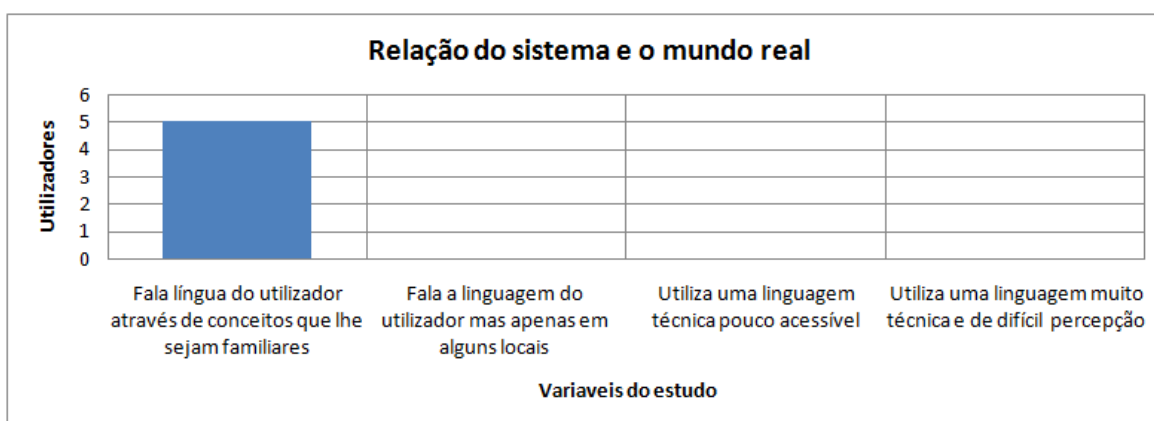 Relação do sistema e o mundo real
Utilizadores
6
5
4
3
2
1
0
Fala língua do utilizador
através de conceitos que lhe
sejam familiares
Fala a linguagem do
utilizador mas apenas em
alguns locais
Utiliza uma linguagem
técnica pouco acessível
Utiliza uma linguagem muito
técnica e de difícil percepção
Variaveis do estudo